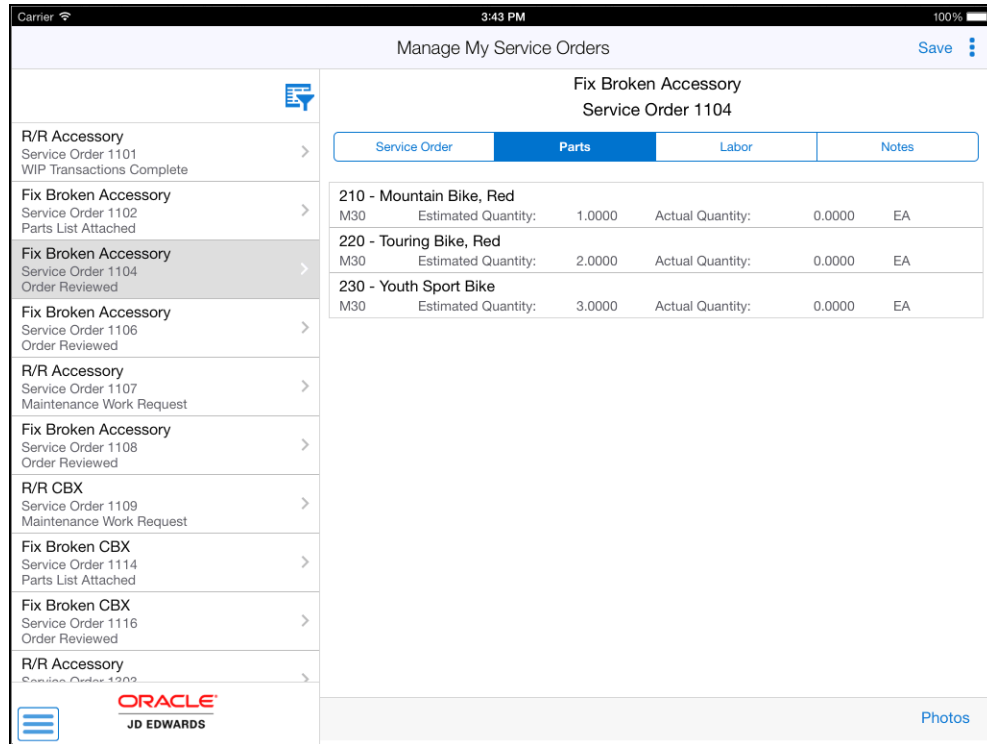 Carrier 3:43 PM 100%
Manage My Service Orders Save
Fix Broken Accessory
Service Order 1104
Service Order Parts Labor Notes
R/R Accessory
Service Order 1101
WIP Transactions Complete
Fix Broken Accessory
Service Order 1102
Parts List Attached
Fix Broken Accessory
Service Order 1104
Order Reviewed
Fix Broken Accessory
Service Order 1106
Order Reviewed
R/R Accessory
Service Order 1107
Maintenance Work Request
Fix Broken Accessory
Service Order 1108
Order Reviewed
R/R CBX
Service Order 1109
Maintenance Work Request
Fix Broken CBX
Service Order 1114
Parts List Attached
Fix Broken CBX
Service Order 1116
Order Reviewed
R/R Accessory
Service Order
210 - Mountain Bike, Red
M30 Estimated Quantity: 1.0000 Actual Quantity: 0.0000 EA
220 - Touring Bike, Red
M30 Estimated Quantity: 2.0000 Actual Quantity: 0.0000 EA
230 - Youth Sport Bike
M30 Estimated Quantity: 3.0000 Actual Quantity: 0.0000 EA
ORACLE
JD EDWARDS
Photos